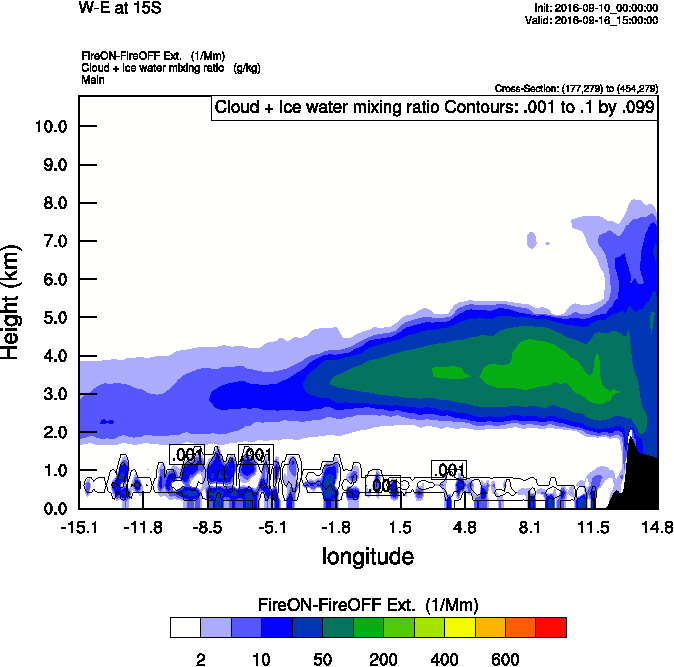 W-E at 15S
Init: 2016-09-10_00:00:00
Valid: 2016-09-16_15:00:00
FireON-FireOFF Ext. (1/Mm)
Cloud + Ice water mixing ratio (g/kg)
Main
Cross-Section: (177,279) to (454,279)
Cloud + Ice water mixing ratio Contours: .001 to .1 by .099
Height (km)
10.0
9.0
8.0
7.0
6.0
5.0
4.0
3.0
2.0
1.0
0.0
.001 .001 .001 .001
-15.1 -11.8 -8.5 -5.1 -1.8 1.5 4.8 8.1 11.5 14.8
longitude
FireON-FireOFF Ext. (1/Mm)
2 10 50 200 400 600